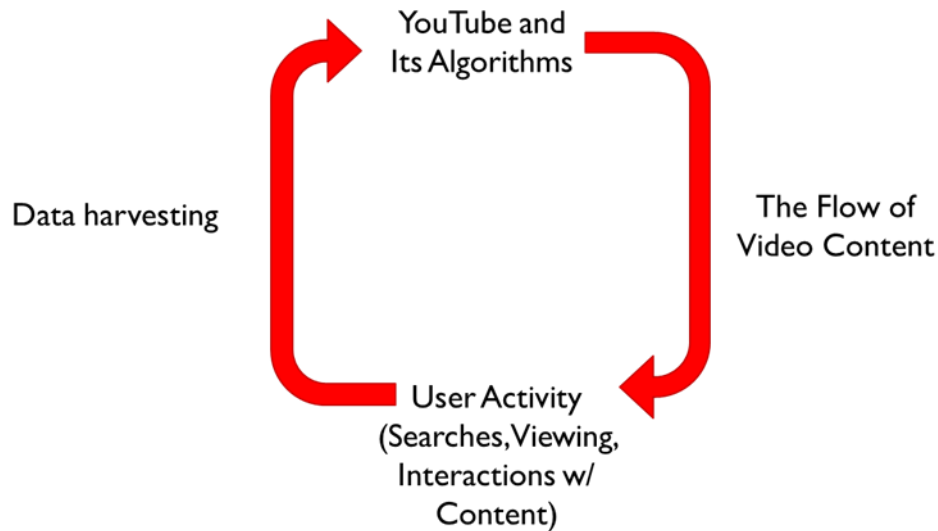 YouTube and
Its Algorithms
Data harvesting
The Flow of
Video Content
User Activity
(Searches,Viewing,
Interactions w/
Content)